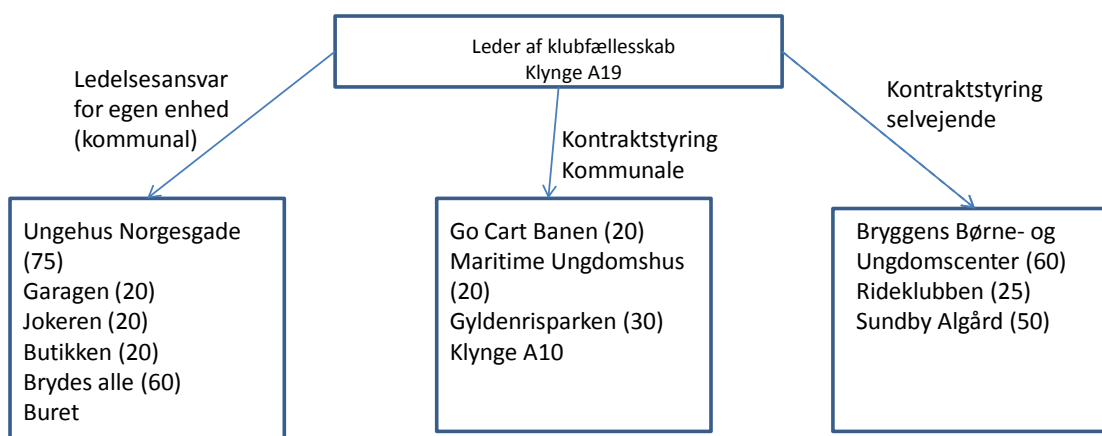 Leder af klubfællesskab
Klynge A19
Ledelsesansvar
for egen enhed
(kommunal)
Kontraktstyring
Kommunale
Kontraktstyring
selvejende
Ungehus Norgesgade
(75)
Garagen (20)
Jokeren (20)
Butikken (20)
Brydes alle (60)
Buret
Go Cart Banen (20)
Maritime Ungdomshus
(20)
Gyldenrisparken (30)
Klynge A10
Bryggens Børne- og
Ungdomscenter (60)
Rideklubben (25)
Sundby Algård (50)